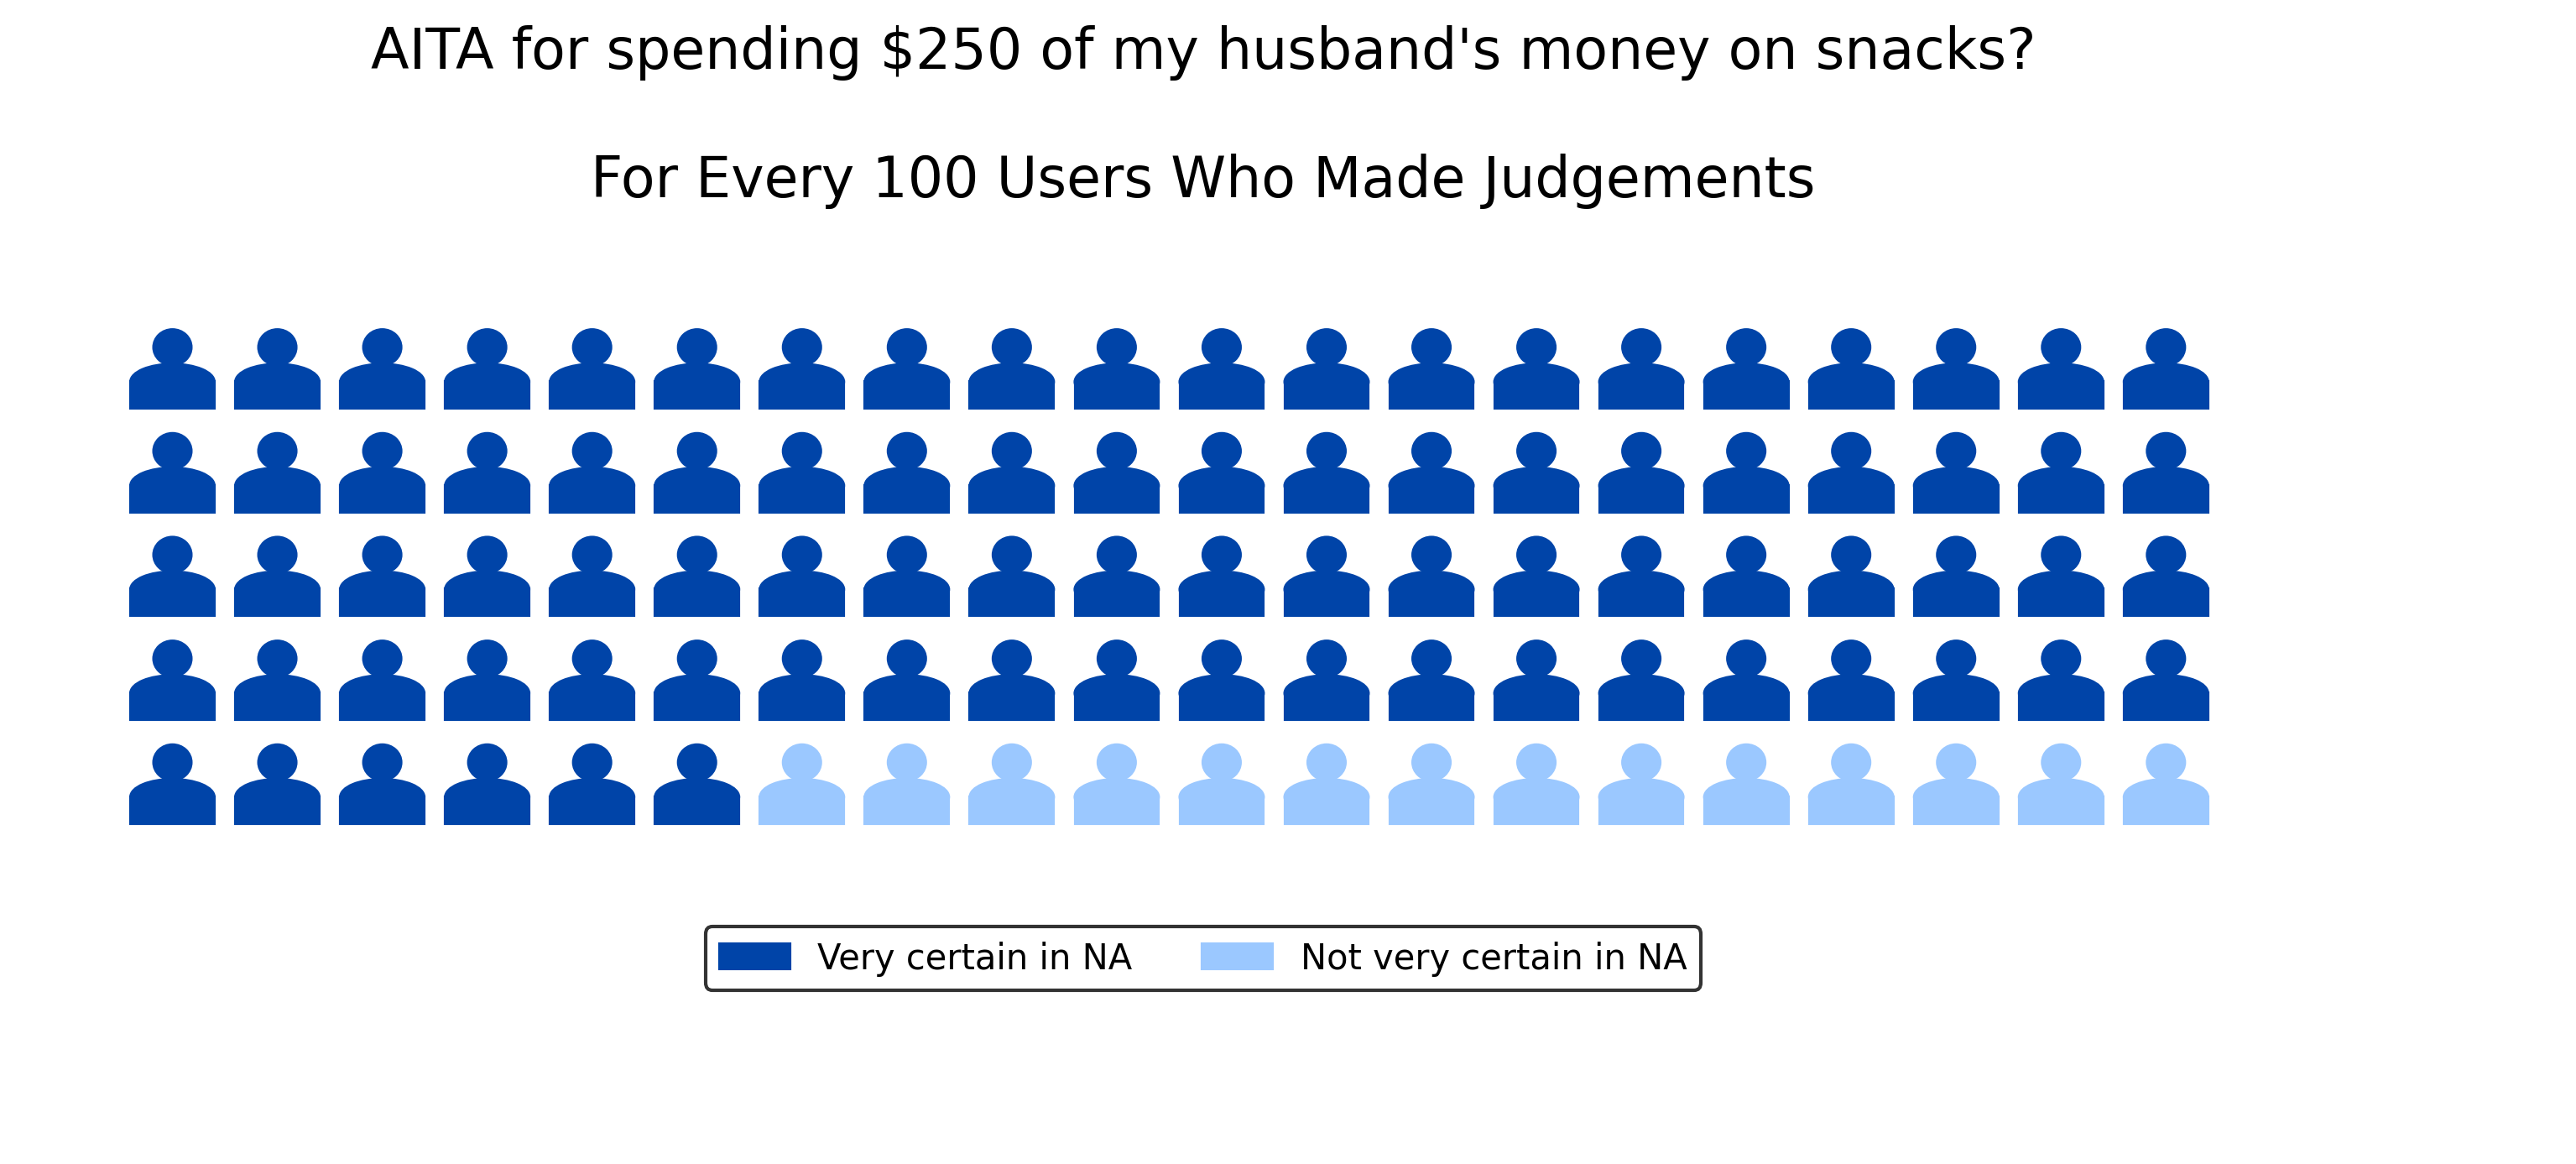 AITA for spending $250 of my husband's money on snacks?
For Every 100 Users Who Made Judgements
Very certain in NA
Not very certain in NA